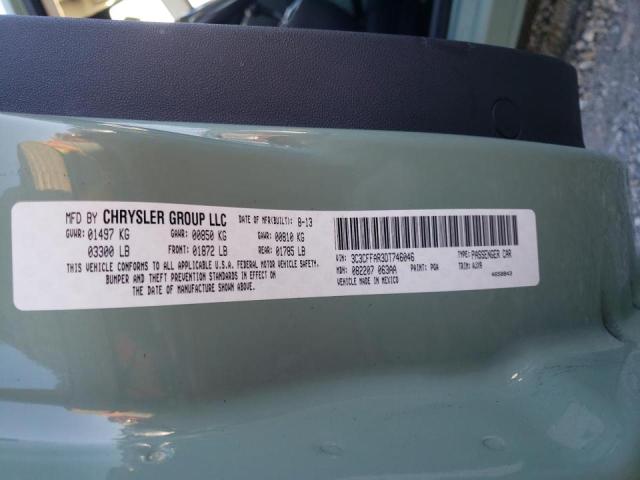 MFD BY CHRYSLER GROUP LLC DATE OF MFR(BUILT): 8-13
GVWR: 01497 KG GAWR: 00850 KG GAWR: 00810 KG
03300 LB FRONT: 01872 LB REAR: 01785 LB
THIS VEHICLE CONFORMS TO ALL APPLICABLE U.S.A. FEDERAL MOTOR VEHICLE SAFETY,
BUMPER AND THEFT PREVENTION STANDARDS IN EFFECT ON
THE DATE OF MANUFACTURE SHOWN ABOVE.
VIN: 3C3CFFAR3DT746046 TYPE: PASSENGER CAR
MDH: 082207 063AA PAINT: PGA TRIM: A2X9
VEHICLE MADE IN MEXICO 4658843